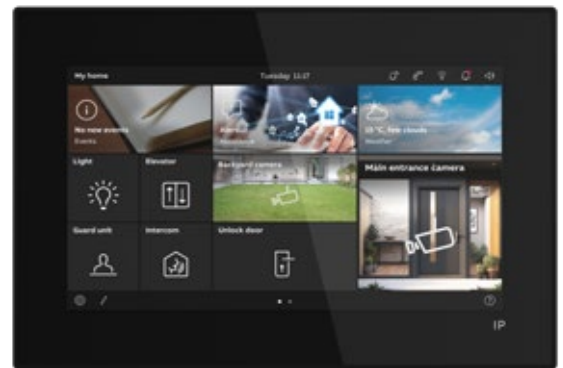 My home
Tuesday 11:17
No new events
Events
10 °C, few clouds
Weather
Light
Elevator
Backyard camera
Main entrance camera
Guard unit
Intercom
Unlock door
IP